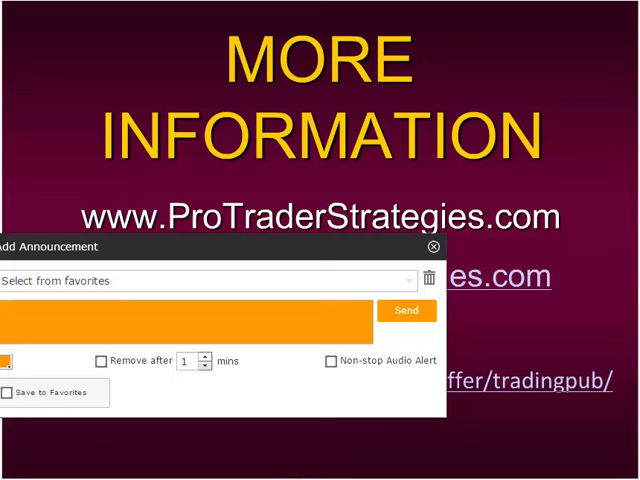 MORE
INFORMATION
www.ProTraderStrategies.com
Add Announcement
Select from favorites
es.com
Send
Remove after 1 mins
Non-stop Audio Alert
ffer/tradingpub/
Save to Favorites